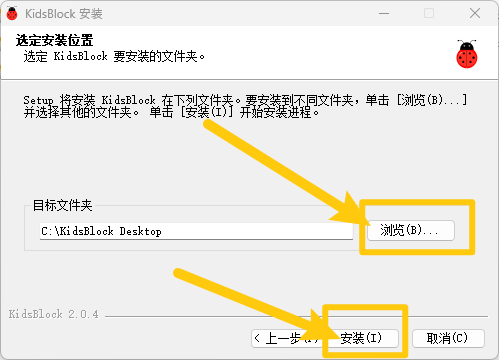 KidsBlock 安装
选定安装位置
选定 KidsBlock 要安装的文件夹。
Setup 将安装 KidsBlock 在下列文件夹。要安装到不同文件夹，单击 [浏览(B)...]
并选择其他的文件夹。 单击 [安装(I)] 开始安装进程。
目标文件夹
C:\KidsBlock Desktop
浏览(B)...
KidsBlock 2.0.4
< 上一步
安装(I)
取消(C)